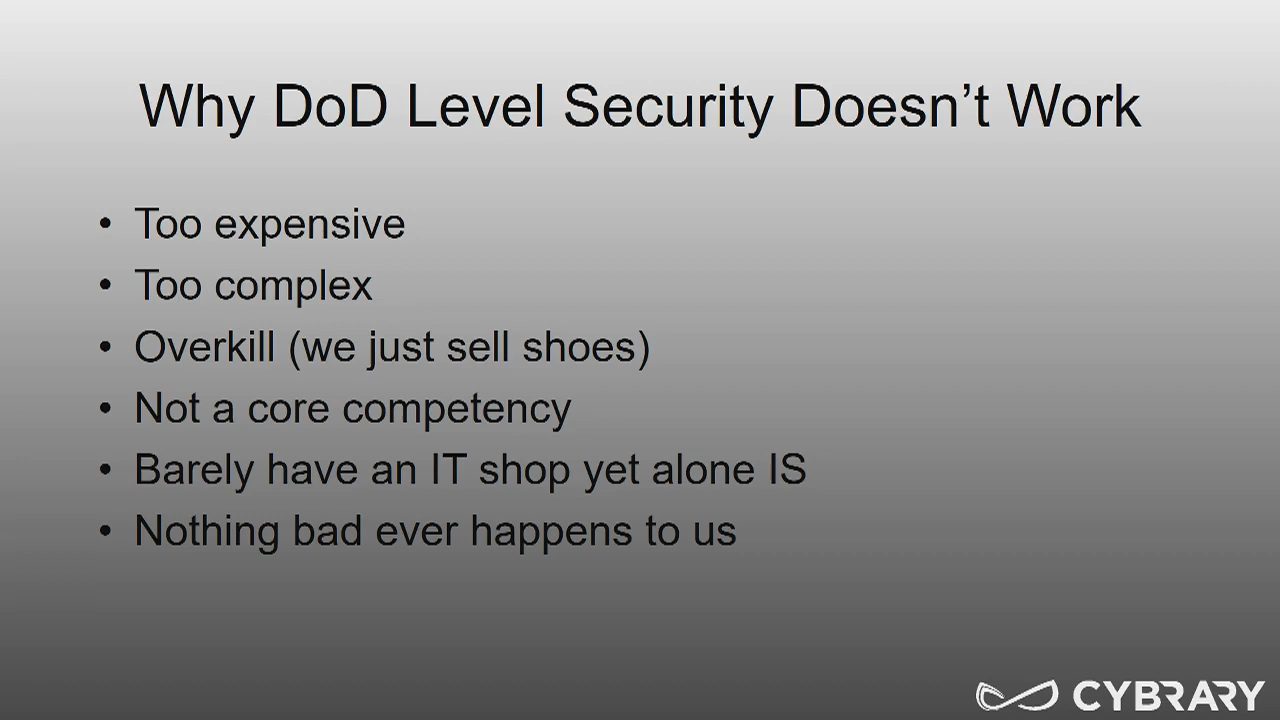 Why DoD Level Security Doesn’t Work
• Too expensive
• Too complex
• Overkill (we just sell shoes)
• Not a core competency
• Barely have an IT shop yet alone IS
• Nothing bad ever happens to us
CYBRARY